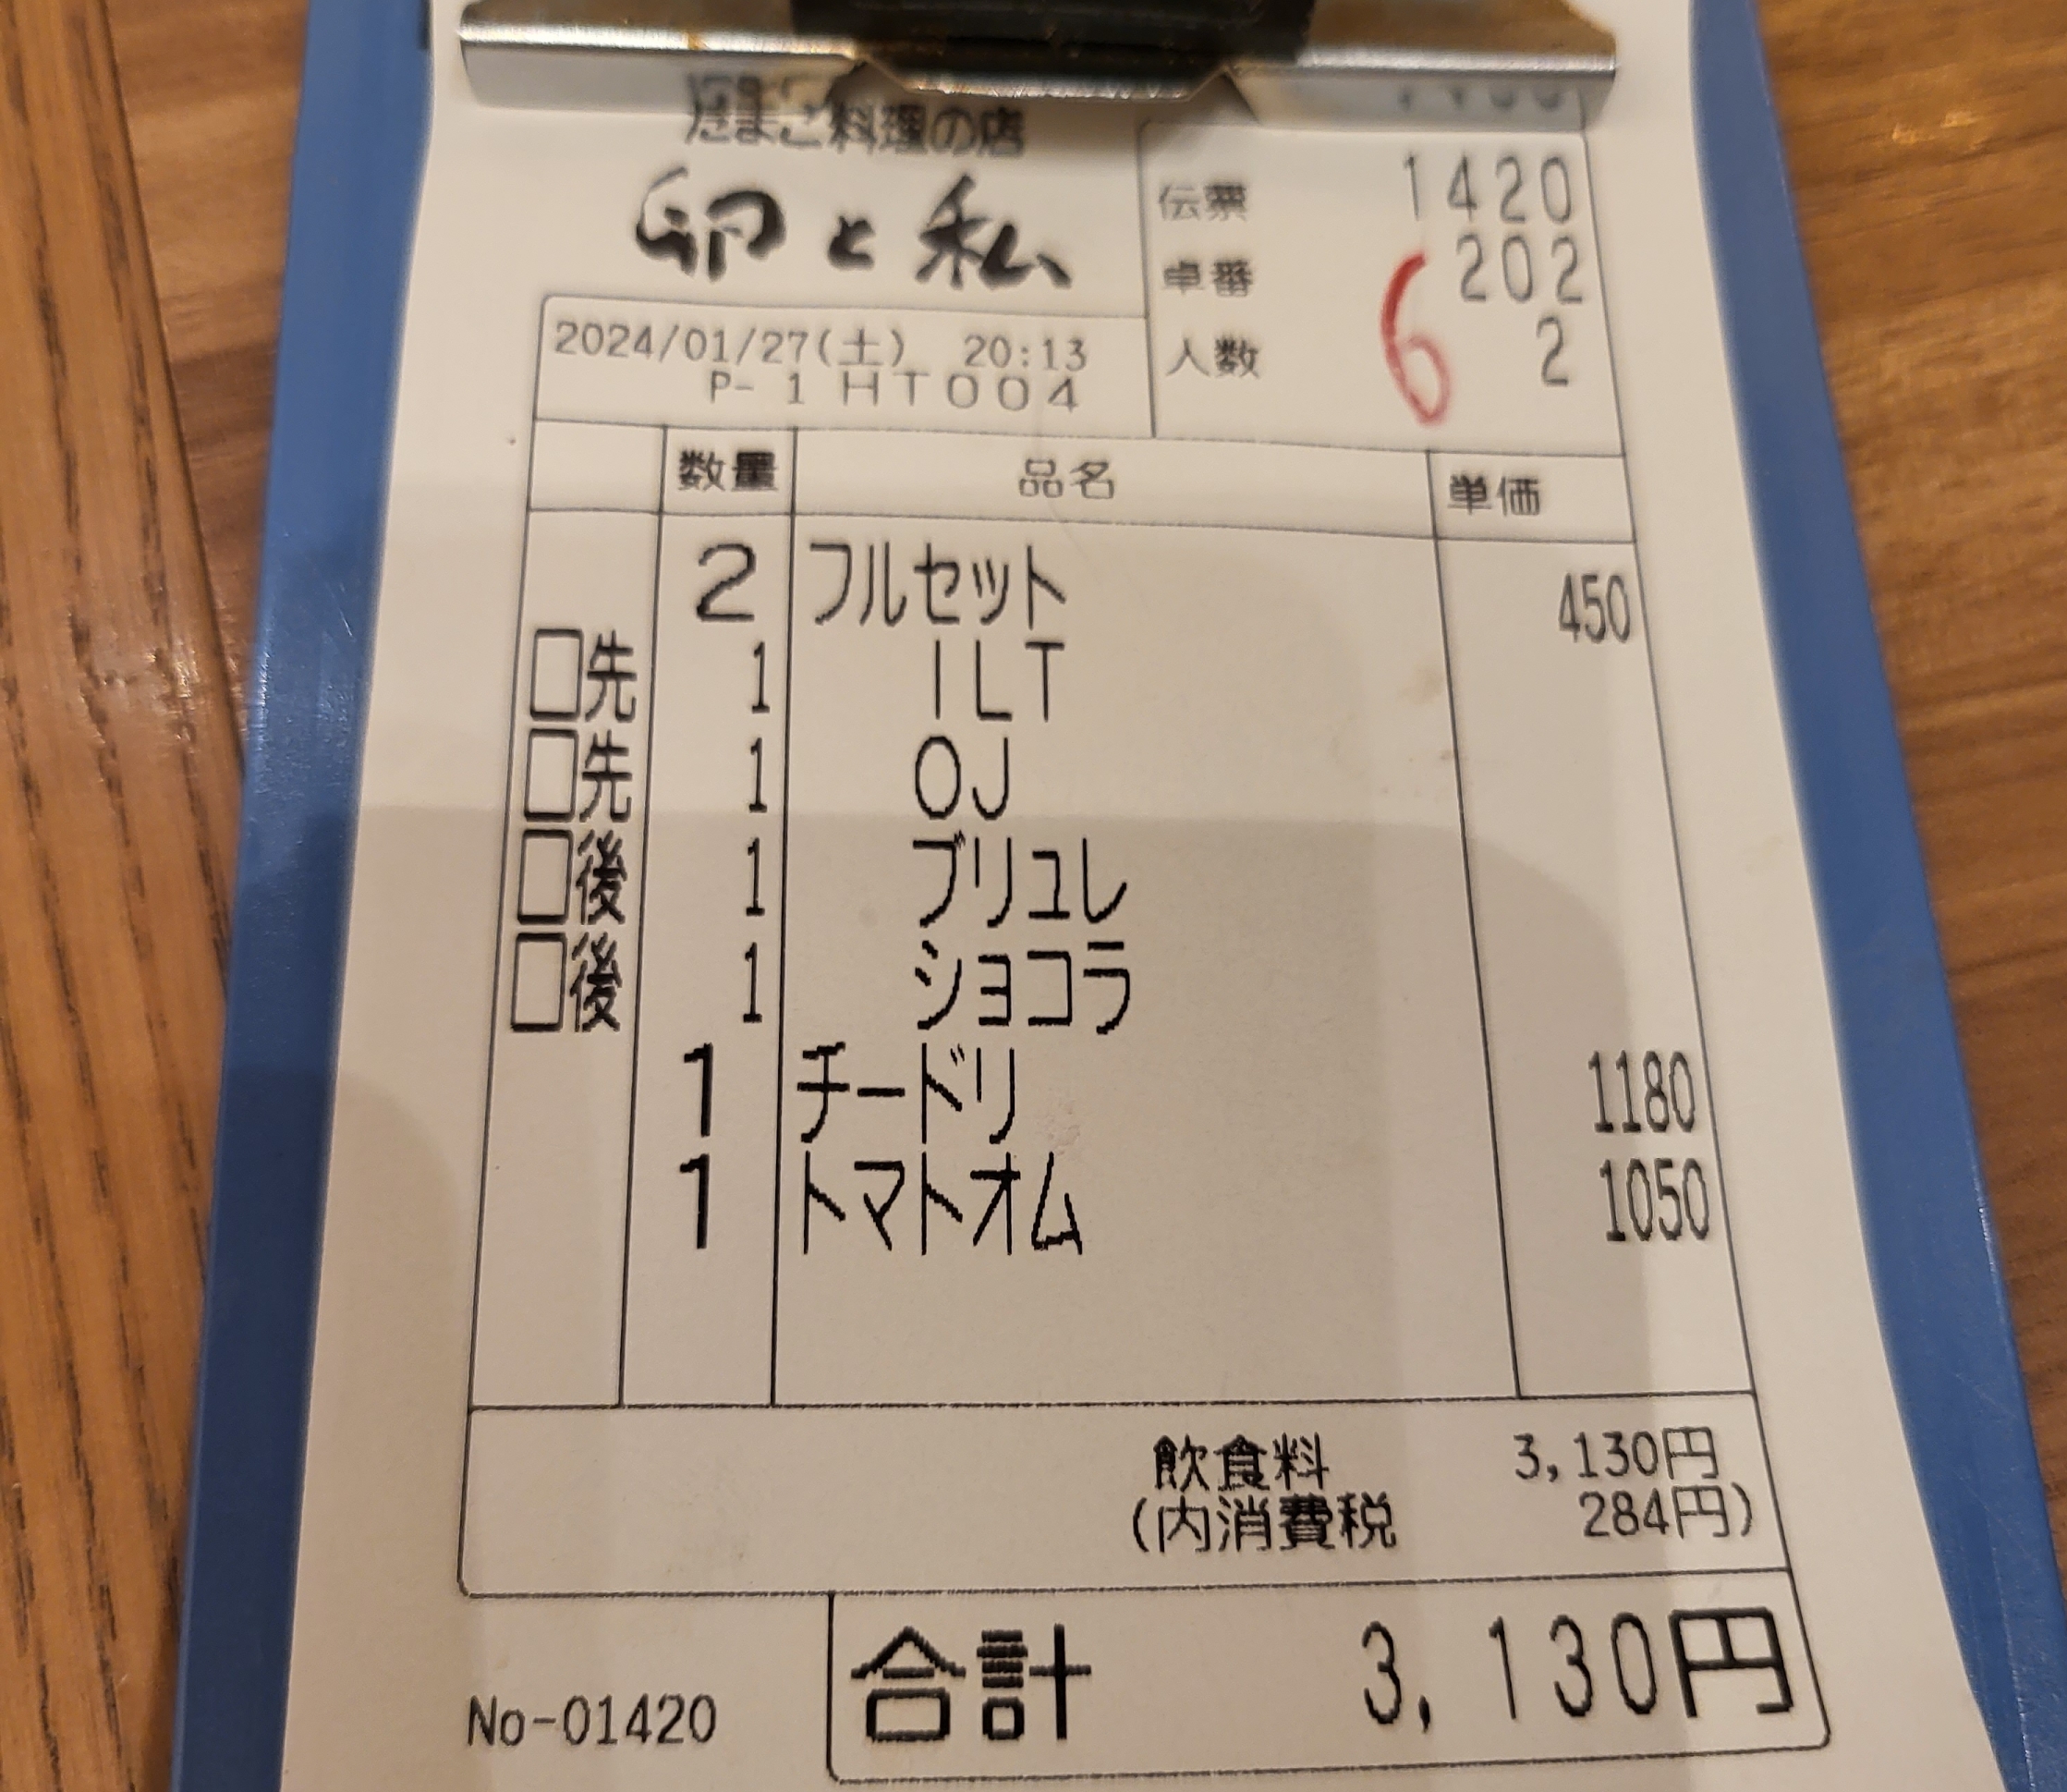 たまご料理の店
卵と私
伝票 1420
卓番 202
人数 2
6
2024/01/27(土) 20:13
P- 1 HT004
数量 品名 単価
2 フルセット 450
□先 1 ILT
□先 1 OJ
□後 1 ブリュレ
□後 1 ショコラ
1 チードリ 1180
1 トマトオム 1050
飲食料 3,130円
(内消費税 284円)
No-01420
合計 3,130円